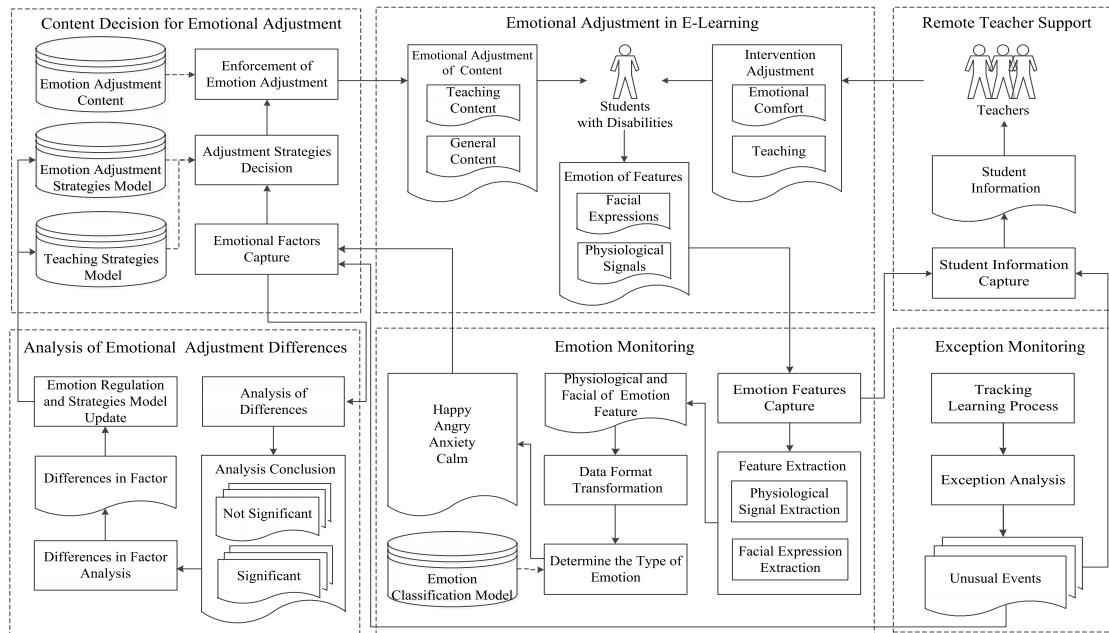 Content Decision for Emotional Adjustment
Emotion Adjustment
Content
Enforcement of
Emotion Adjustment
Emotion Adjustment
Strategies Model
Adjustment Strategies
Decision
Teaching Strategies
Model
Emotional Factors
Capture
Emotional Adjustment in E-Learning
Emotional Adjustment
of Content
Teaching
Content
General
Content
Students
with Disabilities
Intervention
Adjustment
Emotional
Comfort
Teaching
Emotion of Features
Facial
Expressions
Physiological
Signals
Remote Teacher Support
Teachers
Student
Information
Student Information
Capture
Analysis of Emotional Adjustment Differences
Emotion Regulation
and Strategies Model
Update
Analysis of
Differences
Differences in Factor
Analysis Conclusion
Not Significant
Significant
Differences in Factor
Analysis
Emotion Monitoring
Happy
Angry
Anxiety
Calm
Physiological and
Facial of Emotion
Feature
Emotion Features
Capture
Data Format
Transformation
Feature Extraction
Physiological
Signal Extraction
Facial Expression
Extraction
Emotion
Classification Model
Determine the Type of
Emotion
Exception Monitoring
Tracking
Learning Process
Exception Analysis
Unusual Events